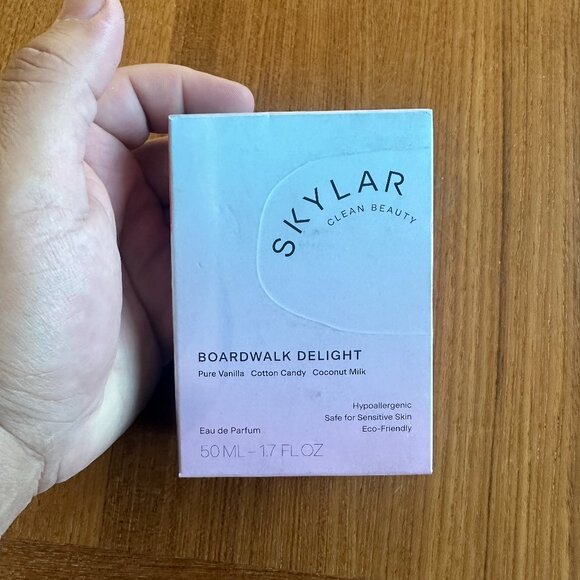 SKYLAR
CLEAN BEAUTY
BOARDWALK DELIGHT
Pure Vanilla Cotton Candy Coconut Milk
Hypoallergenic
Safe for Sensitive Skin
Eco-Friendly
Eau de Parfum
50 ML – 1.7 FL OZ